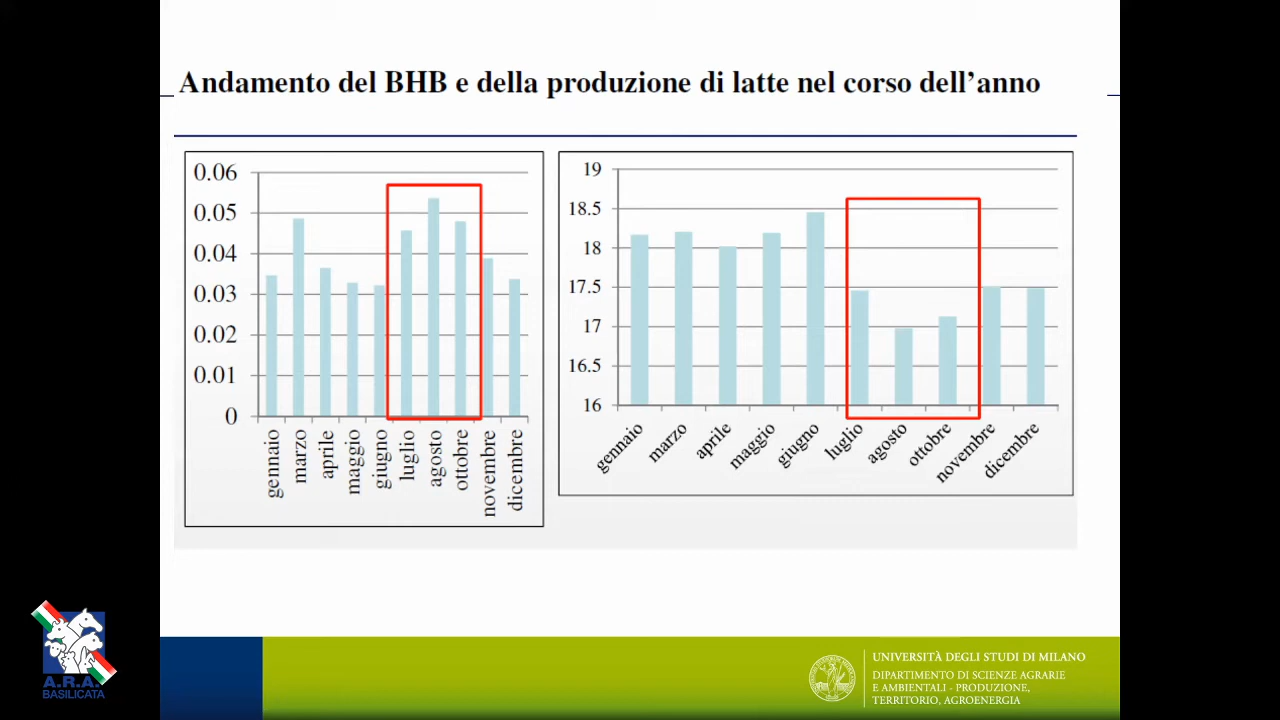 Andamento del BHB e della produzione di latte nel corso dell'anno
0.06
0.05
0.04
0.03
0.02
0.01
0
gennaio
marzo
aprile
maggio
giugno
luglio
agosto
ottobre
novembre
dicembre
19
18.5
18
17.5
17
16.5
16
gennaio
marzo
aprile
maggio
giugno
luglio
agosto
ottobre
novembre
dicembre
A.R.A.
BASILICATA
UNIVERSITÀ DEGLI STUDI DI MILANO
DIPARTIMENTO DI SCIENZE AGRARIE
E AMBIENTALI - PRODUZIONE,
TERRITORIO, AGROENERGIA